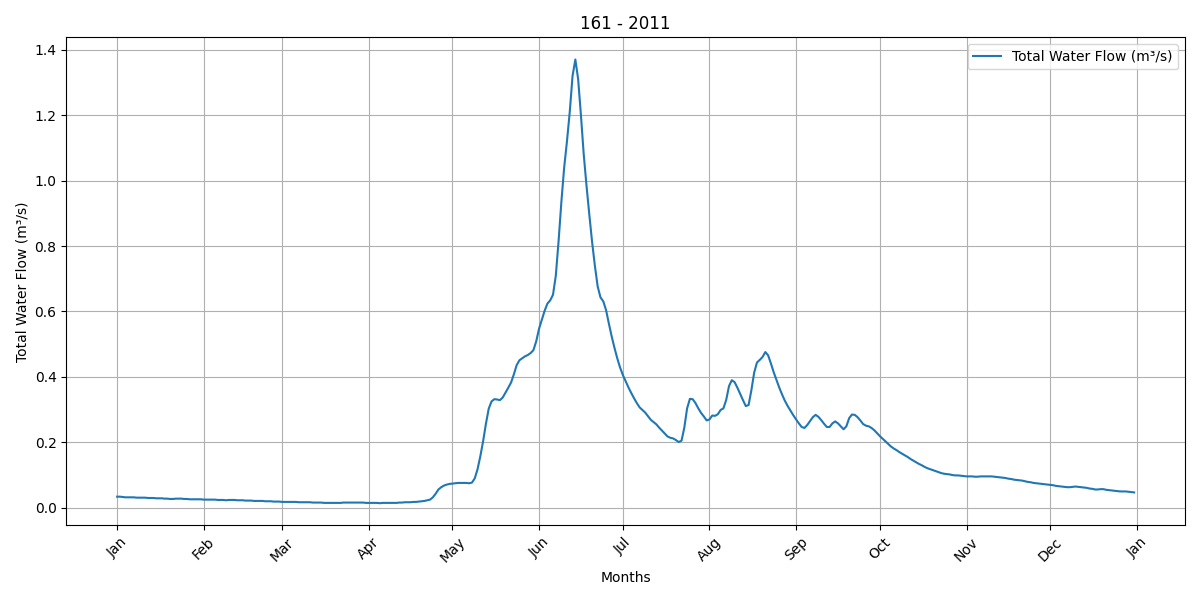 161 - 2011
Total Water Flow (m³/s)
Total Water Flow (m³/s)
1.4
1.2
1.0
0.8
0.6
0.4
0.2
0.0
Jan
Feb
Mar
Apr
May
Jun
Jul
Aug
Sep
Oct
Nov
Dec
Jan
Months